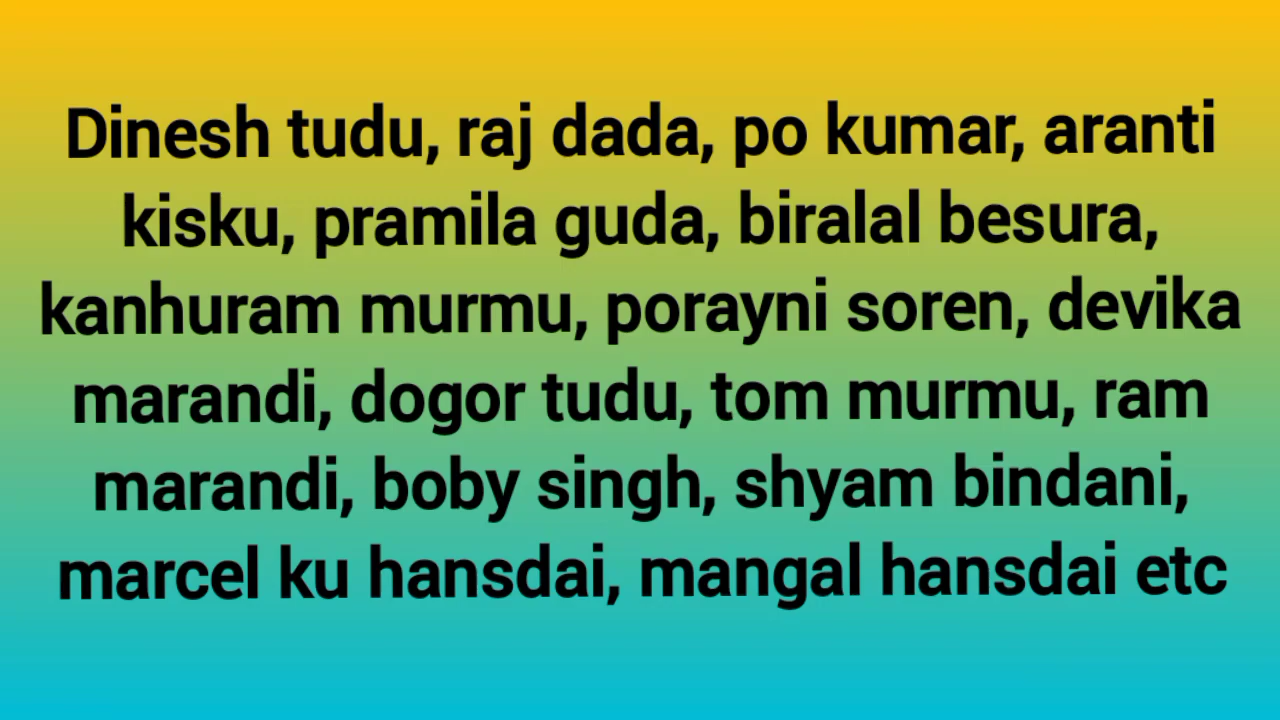 Dinesh tudu, raj dada, po kumar, aranti
kisku, pramila guda, biralal besura,
kanhuram murmu, porayni soren, devika
marandi, dogor tudu, tom murmu, ram
marandi, boby singh, shyam bindani,
marcel ku hansdai, mangal hansdai etc